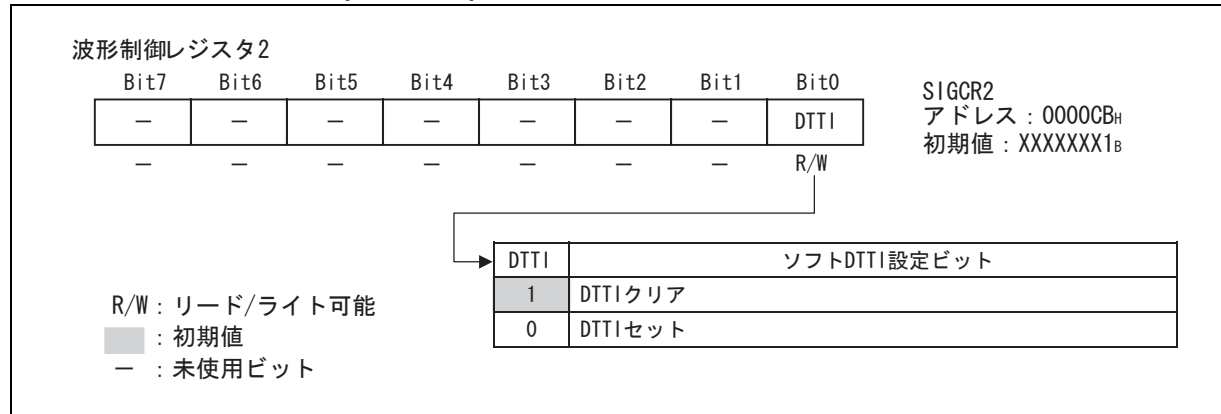 波形制御レジスタ2
Bit7 Bit6 Bit5 Bit4 Bit3 Bit2 Bit1 Bit0
－ － － － － － － DTTI
－ － － － － － － R/W
SIGCR2
アドレス：0000CBH
初期値：XXXXXXX1B
DTTI ソフトDTTI設定ビット
1 DTTIクリア
0 DTTIセット
R/W：リード/ライト可能
：初期値
－ ：未使用ビット